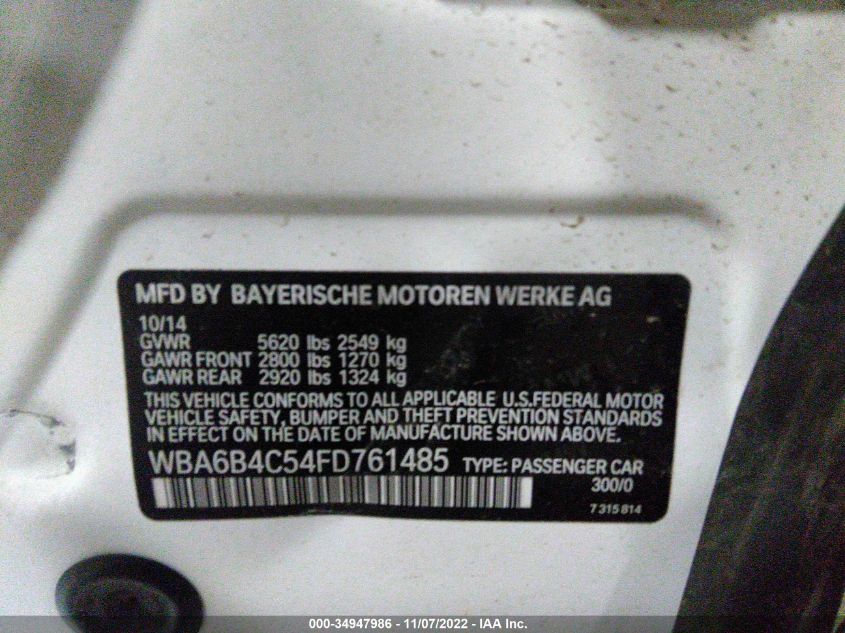 MFD BY BAYERISCHE MOTOREN WERKE AG
10/14
GVWR 5620 lbs 2549 kg
GAWR FRONT 2800 lbs 1270 kg
GAWR REAR 2920 lbs 1324 kg
THIS VEHICLE CONFORMS TO ALL APPLICABLE U.S.FEDERAL MOTOR
VEHICLE SAFETY, BUMPER AND THEFT PREVENTION STANDARDS
IN EFFECT ON THE DATE OF MANUFACTURE SHOWN ABOVE.
WBA6B4C54FD761485 TYPE: PASSENGER CAR
300/0
7 315 814
000-34947986 - 11/07/2022 - IAA Inc.